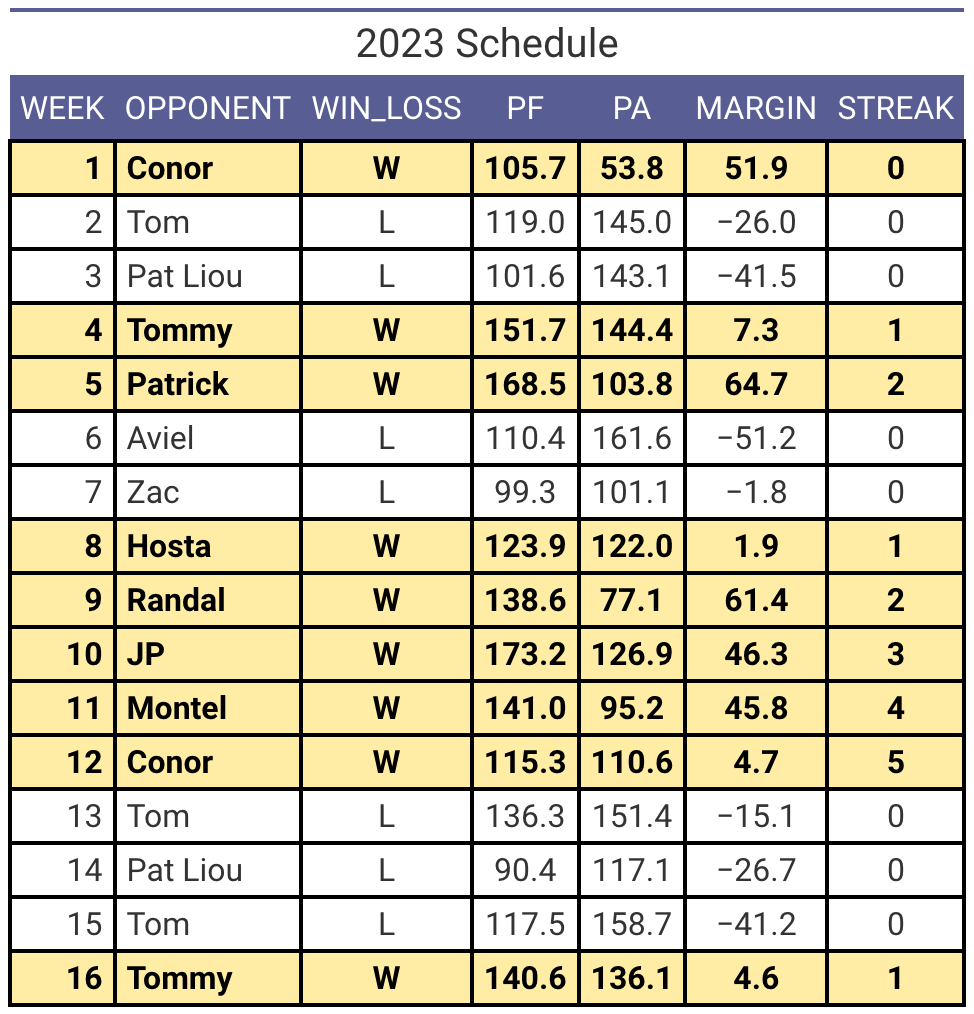 2023 Schedule
WEEK OPPONENT WIN_LOSS PF PA MARGIN STREAK
1 Conor W 105.7 53.8 51.9 0
2 Tom L 119.0 145.0 −26.0 0
3 Pat Liou L 101.6 143.1 −41.5 0
4 Tommy W 151.7 144.4 7.3 1
5 Patrick W 168.5 103.8 64.7 2
6 Aviel L 110.4 161.6 −51.2 0
7 Zac L 99.3 101.1 −1.8 0
8 Hosta W 123.9 122.0 1.9 1
9 Randal W 138.6 77.1 61.4 2
10 JP W 173.2 126.9 46.3 3
11 Montel W 141.0 95.2 45.8 4
12 Conor W 115.3 110.6 4.7 5
13 Tom L 136.3 151.4 −15.1 0
14 Pat Liou L 90.4 117.1 −26.7 0
15 Tom L 117.5 158.7 −41.2 0
16 Tommy W 140.6 136.1 4.6 1